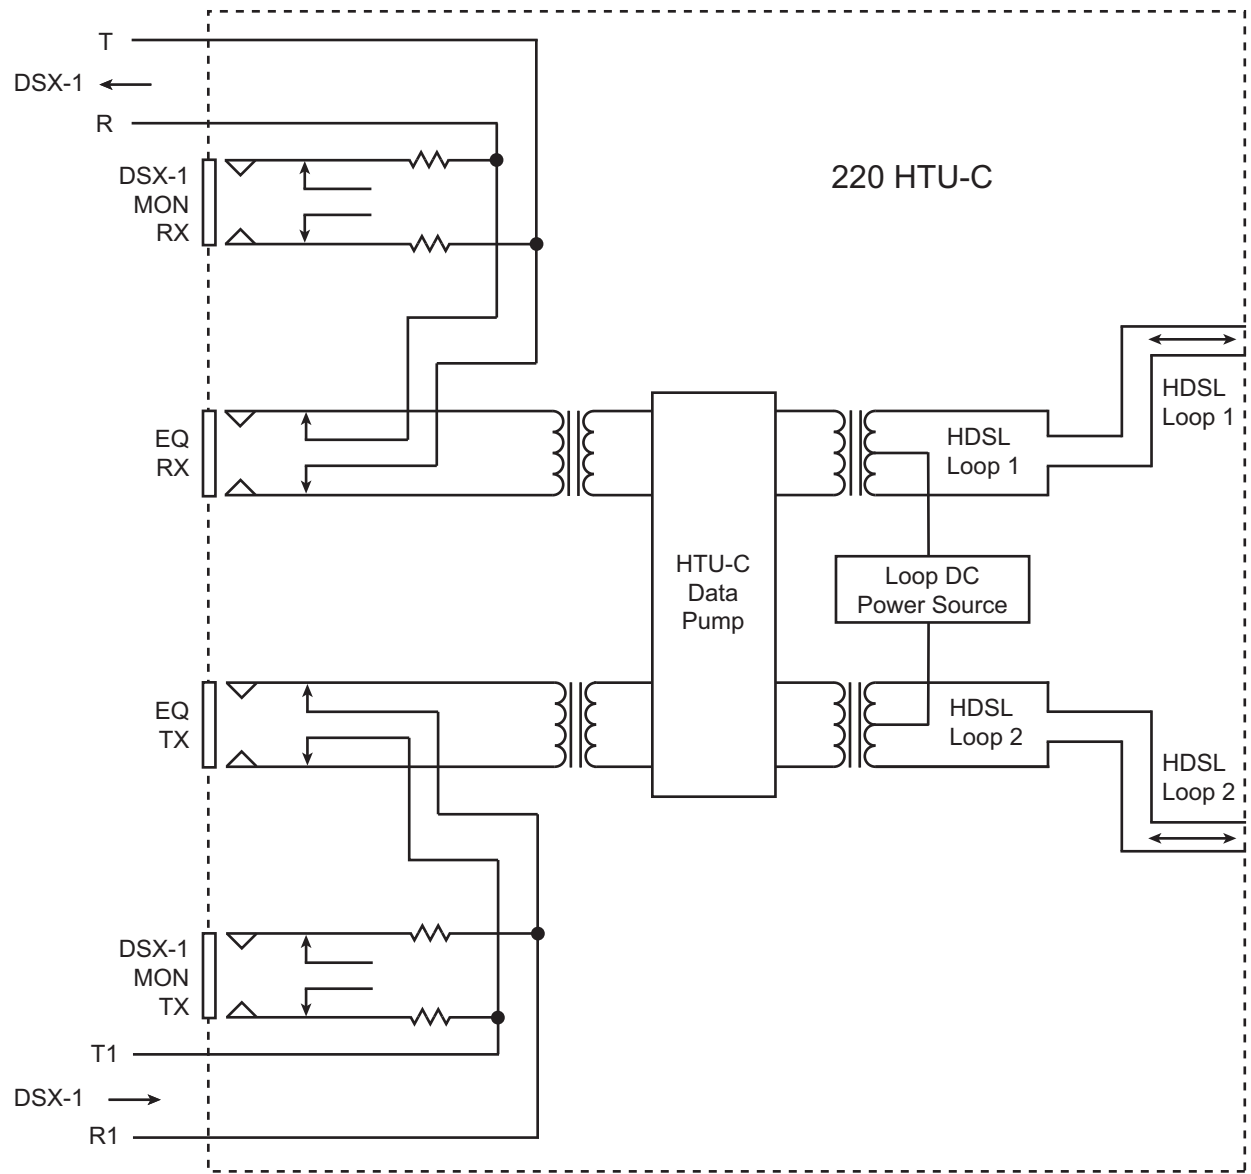 T
DSX-1
R
DSX-1
MON
RX
220 HTU-C
EQ
RX
HDSL
Loop 1
HDSL
Loop 1
HTU-C
Data
Pump
Loop DC
Power Source
EQ
TX
HDSL
Loop 2
HDSL
Loop 2
DSX-1
MON
TX
T1
DSX-1
R1